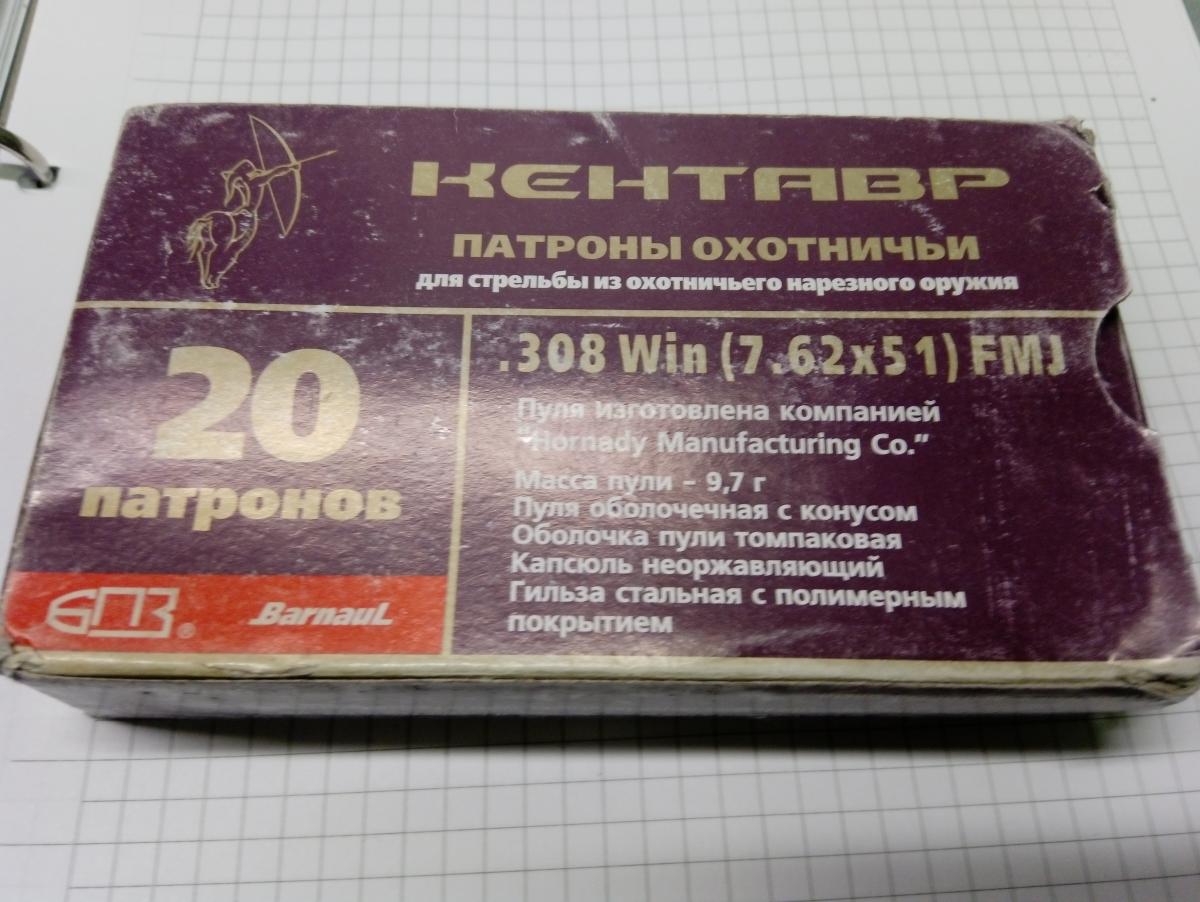 КЕНТАВР
ПАТРОНЫ ОХОТНИЧЬИ
для стрельбы из охотничьего нарезного оружия
20
патронов
БПЗ®
Barnaul
.308 Win (7.62x51) FMJ
Пуля изготовлена компанией
"Hornady Manufacturing Co."
Масса пули – 9,7 г
Пуля оболочечная с конусом
Оболочка пули томпаковая
Капсюль неоржавляющий
Гильза стальная с полимерным
покрытием